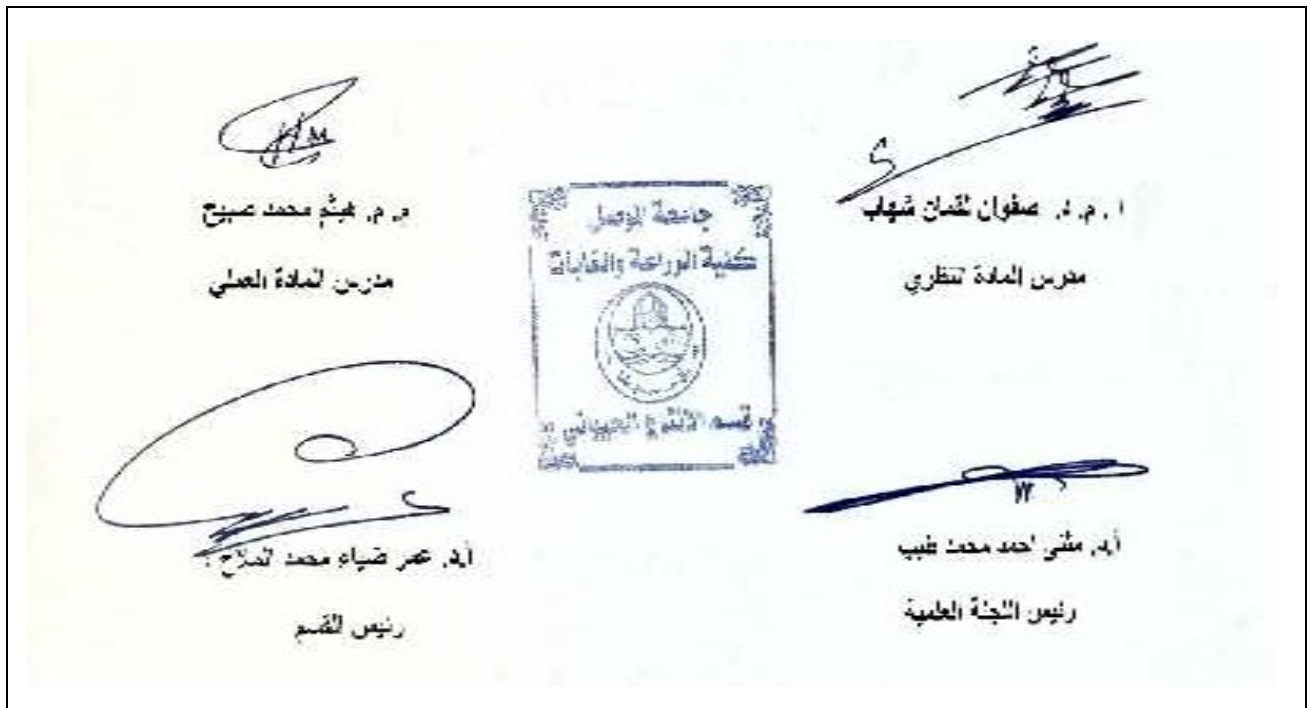 ا. م. د. صفوان لقمان شهاب
مدرس المادة النظري
م. م. هيثم محمد صبيح
مدرس المادة العملي
جامعة الموصل
كلية الزراعة والغابات
قسم الانتاج الحيواني
أ.د. مثنى احمد محمد طيب
رئيس اللجنة العلمية
أ.د. عمر ضياء محمد الملاح
رئيس القسم